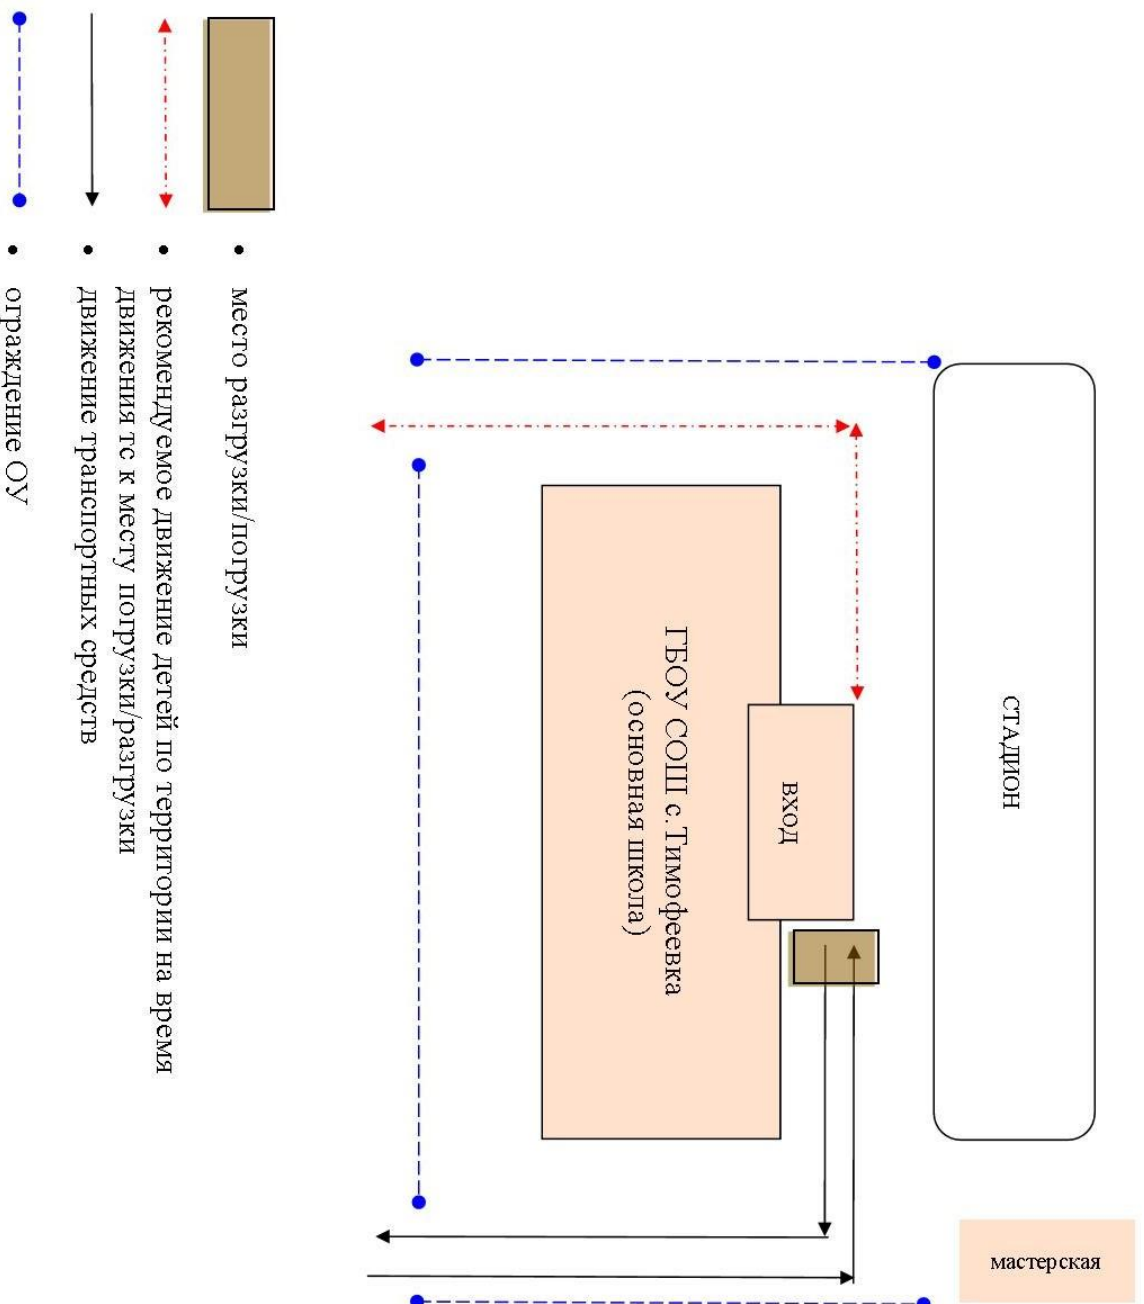 СТАДИОН
мастерская
вход
ГБОУ СОШ с.Тимофеевка
(основная школа)
• место разгрузки/погрузки
• рекомендуемое движение детей по территории на время
движения тс к месту погрузки/разгрузки
• движение транспортных средств
• ограждение ОУ